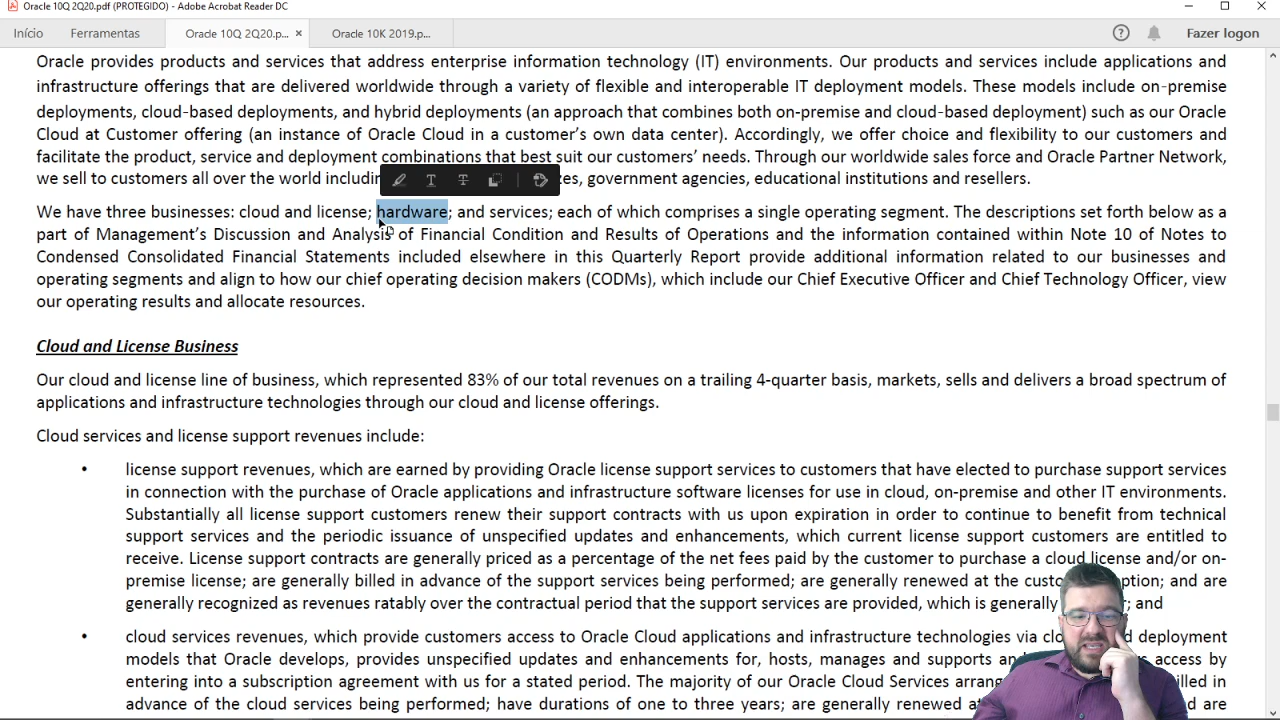 Oracle 10Q 2Q20.pdf (PROTEGIDO) - Adobe Acrobat Reader DC
Início Ferramentas Oracle 10Q 2Q20.p... × Oracle 10K 2019.p... Fazer logon
Oracle provides products and services that address enterprise information technology (IT) environments. Our products and services include applications and
infrastructure offerings that are delivered worldwide through a variety of flexible and interoperable IT deployment models. These models include on-premise
deployments, cloud-based deployments, and hybrid deployments (an approach that combines both on-premise and cloud-based deployment) such as our Oracle
Cloud at Customer offering (an instance of Oracle Cloud in a customer’s own data center). Accordingly, we offer choice and flexibility to our customers and
facilitate the product, service and deployment combinations that best suit our customers’ needs. Through our worldwide sales force and Oracle Partner Network,
we sell to customers all over the world government agencies, educational institutions and resellers.
We have three businesses: cloud and license; hardware; and services; each of which comprises a single operating segment. The descriptions set forth below as a
part of Management’s Discussion and Analysis of Financial Condition and Results of Operations and the information contained within Note 10 of Notes to
Condensed Consolidated Financial Statements included elsewhere in this Quarterly Report provide additional information related to our businesses and
operating segments and align to how our chief operating decision makers (CODMs), which include our Chief Executive Officer and Chief Technology Officer, view
our operating results and allocate resources.
Cloud and License Business
Our cloud and license line of business, which represented 83% of our total revenues on a trailing 4-quarter basis, markets, sells and delivers a broad spectrum of
applications and infrastructure technologies through our cloud and license offerings.
Cloud services and license support revenues include:
• license support revenues, which are earned by providing Oracle license support services to customers that have elected to purchase support services
in connection with the purchase of Oracle applications and infrastructure software licenses for use in cloud, on-premise and other IT environments.
Substantially all license support customers renew their support contracts with us upon expiration in order to continue to benefit from technical
support services and the periodic issuance of unspecified updates and enhancements, which current license support customers are entitled to
receive. License support contracts are generally priced as a percentage of the net fees paid by the customer to purchase a cloud license and/or on-
premise license; are generally billed in advance of the support services being performed; are generally renewed at the and are
generally recognized as revenues ratably over the contractual period that the support services are provided, which is generally ; and
• cloud services revenues, which provide customers access to Oracle Cloud applications and infrastructure technologies via deployment
models that Oracle develops, provides unspecified updates and enhancements for, hosts, manages and supports access by
entering into a subscription agreement with us for a stated period. The majority of our Oracle Cloud Services in
advance of the cloud services being performed; have durations of one to three years; are generally renewed are